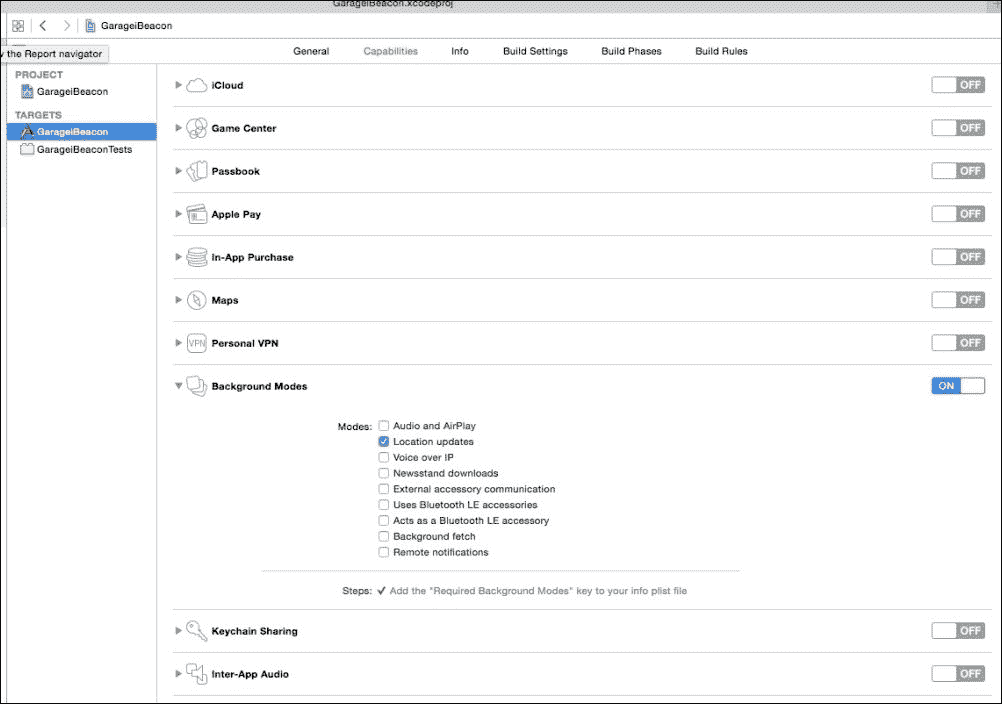 GarageiBeacon.xcodeproj
GarageiBeacon
w the Report navigator
General Capabilities Info Build Settings Build Phases Build Rules
PROJECT
GarageiBeacon
TARGETS
GarageiBeacon
GarageiBeaconTests
iCloud OFF
Game Center OFF
Passbook OFF
Apple Pay OFF
In-App Purchase OFF
Maps OFF
VPN Personal VPN OFF
Background Modes ON
Modes: Audio and AirPlay
Location updates
Voice over IP
Newsstand downloads
External accessory communication
Uses Bluetooth LE accessories
Acts as a Bluetooth LE accessory
Background fetch
Remote notifications
Steps: ✓ Add the "Required Background Modes" key to your info plist file
Keychain Sharing OFF
Inter-App Audio OFF